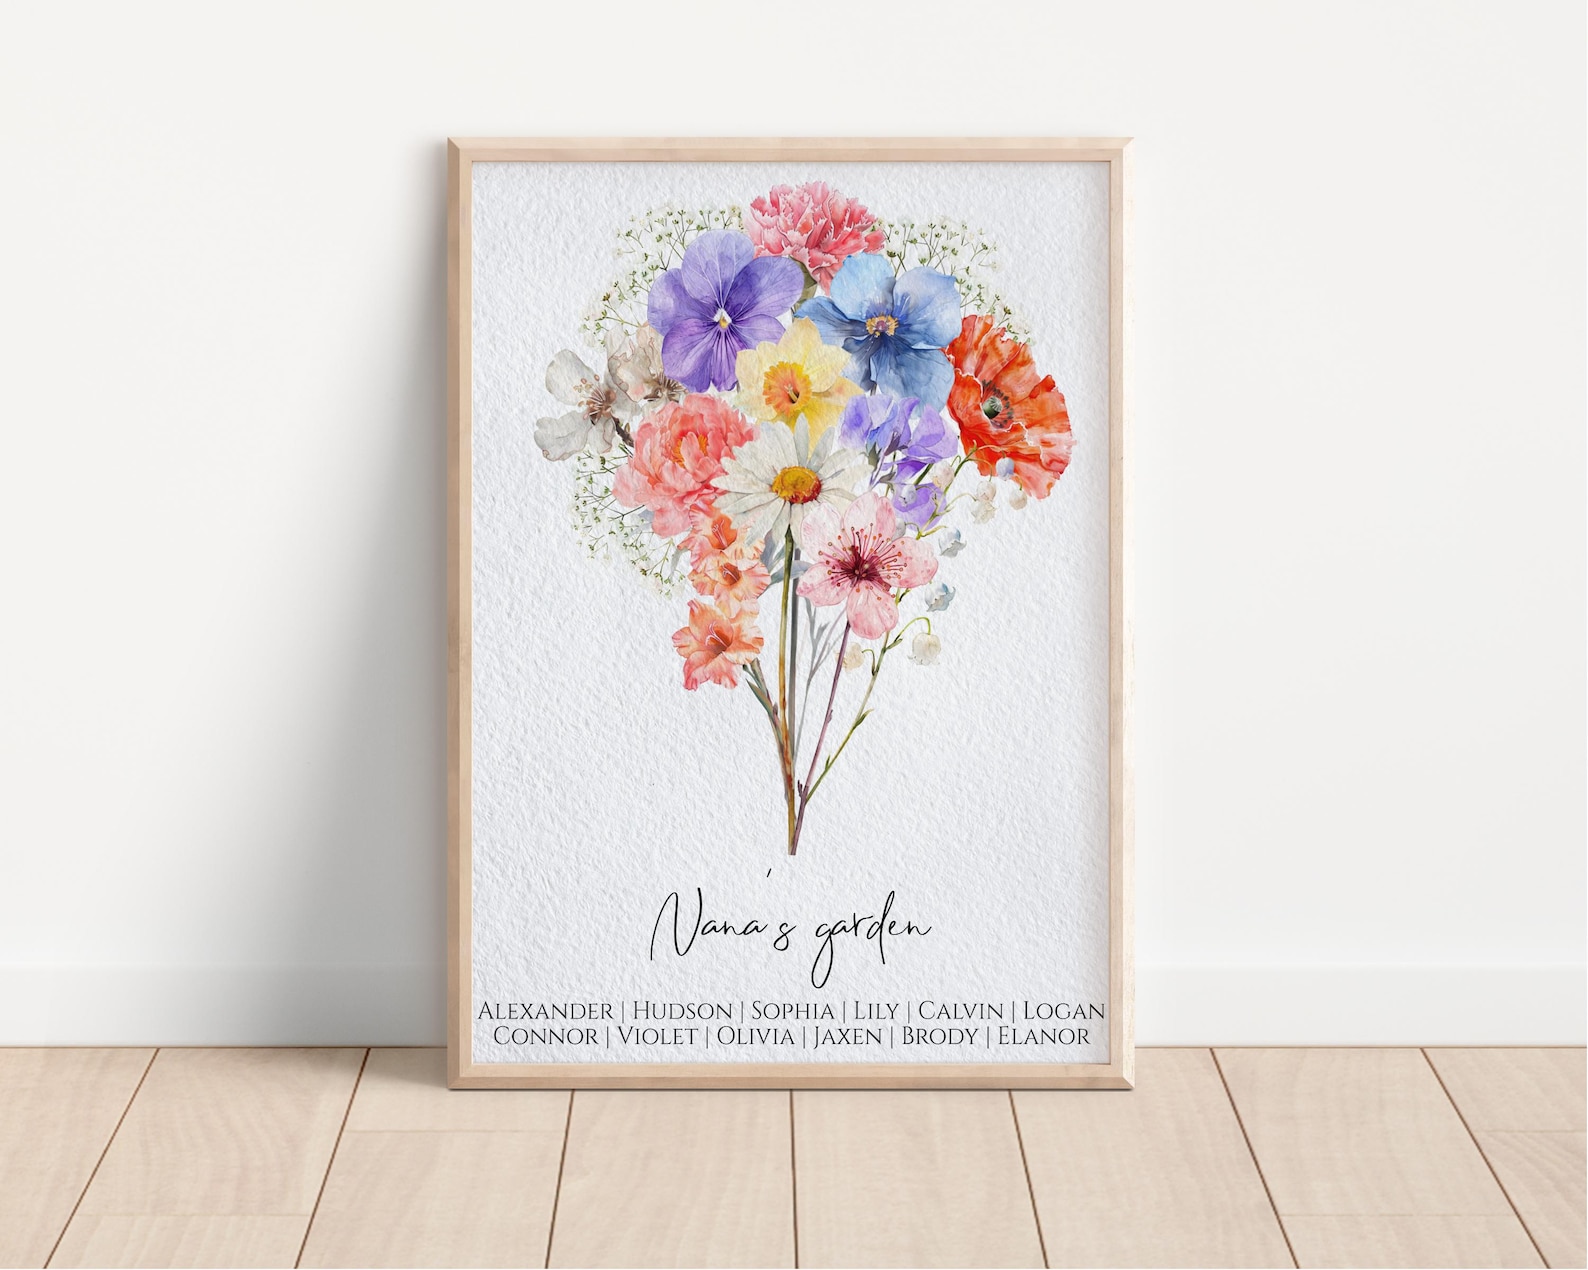 Nana's garden
Alexander | Hudson | Sophia | Lily | Calvin | Logan
Connor | Violet | Olivia | Jaxen | Brody | Elanor